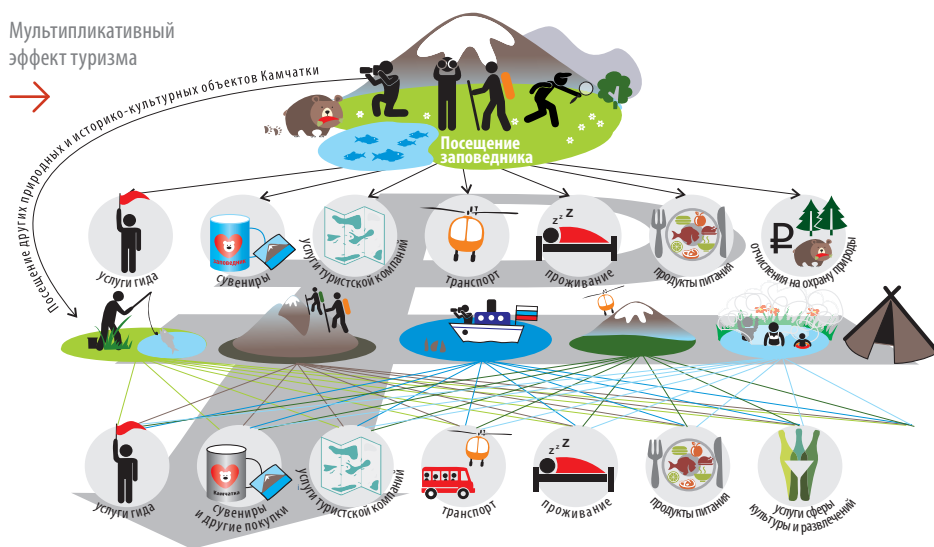 Мультипликативный
эффект туризма
Посещение других природных и историко-культурных объектов Камчатки
Посещение
заповедника
услуги гида
заповедник
сувениры
услуги туристской компаний
z z Z
транспорт
проживание
продукты питания
₽
отчисления на охрану природы
услуги гида
Камчатка
сувениры
и другие покупки
услуги туристской компаний
транспорт
z z Z
проживание
продукты питания
услуги сферы
культуры и развлечений